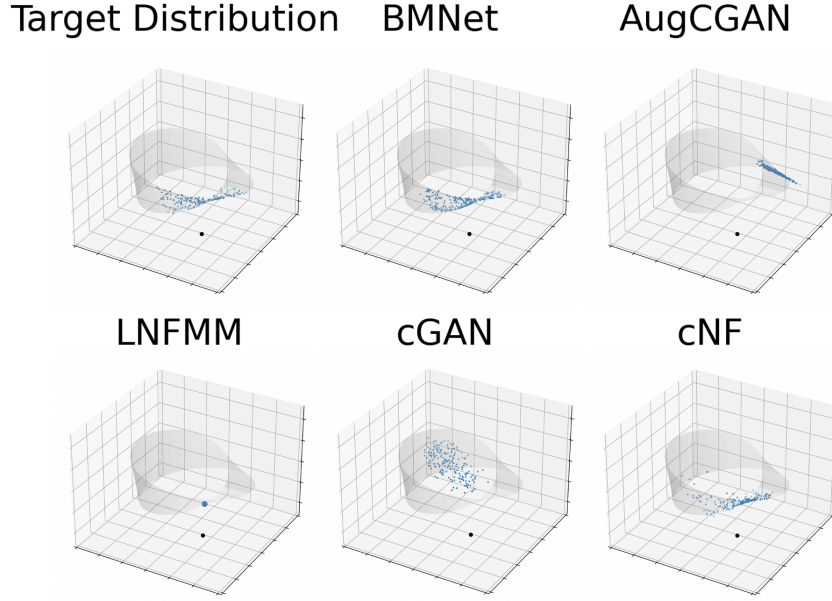 Target Distribution
BMNet
AugCGAN
LNFMM
cGAN
cNF